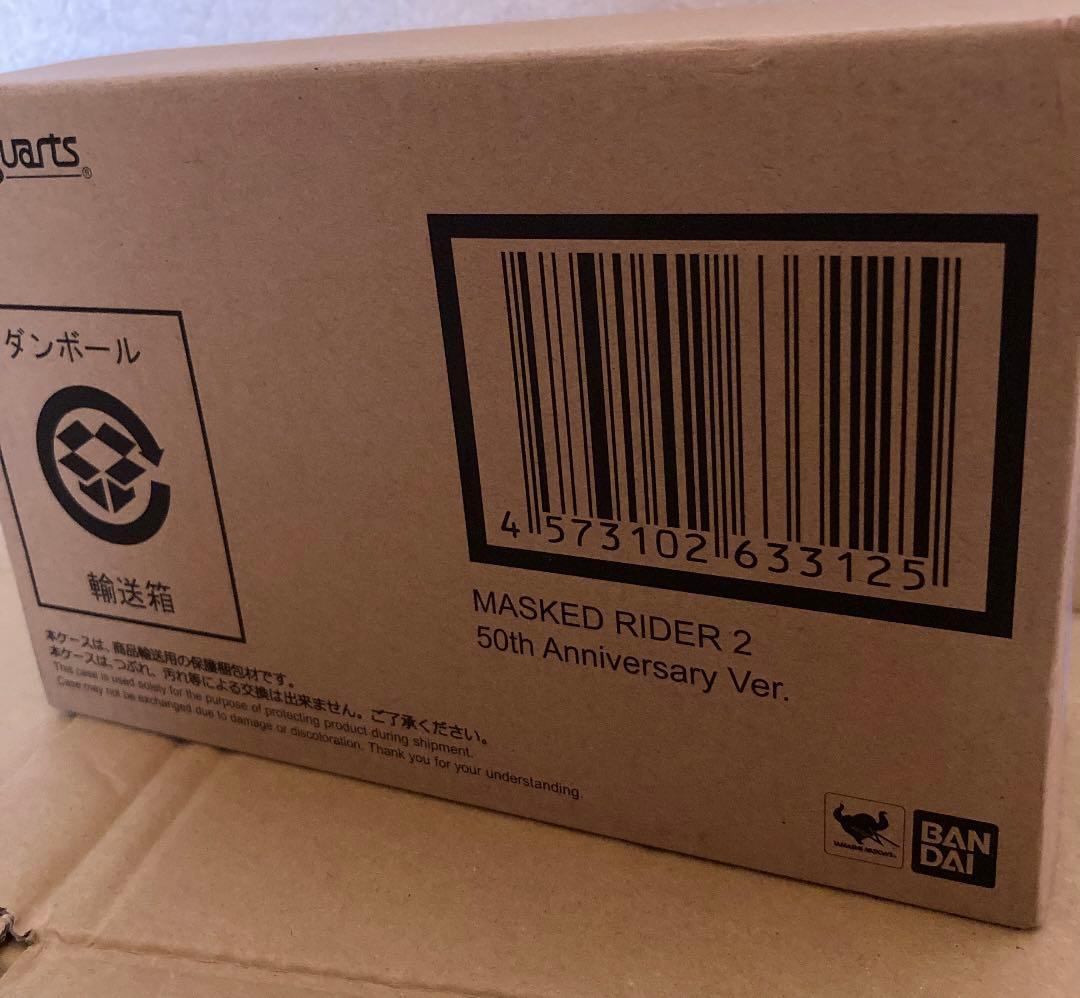 uarts®
ダンボール
輸送箱
4 573102 633125
MASKED RIDER 2
50th Anniversary Ver.
本ケースは、商品輸送用の保護梱包材です。
本ケースは、つぶれ、汚れ等による交換は出来ません。ご了承ください。
This case is used solely for the purpose of protecting product during shipment.
Case may not be exchanged due to damage or discoloration. Thank you for your understanding.
TAMASHII NATIONS
BAN
DAI